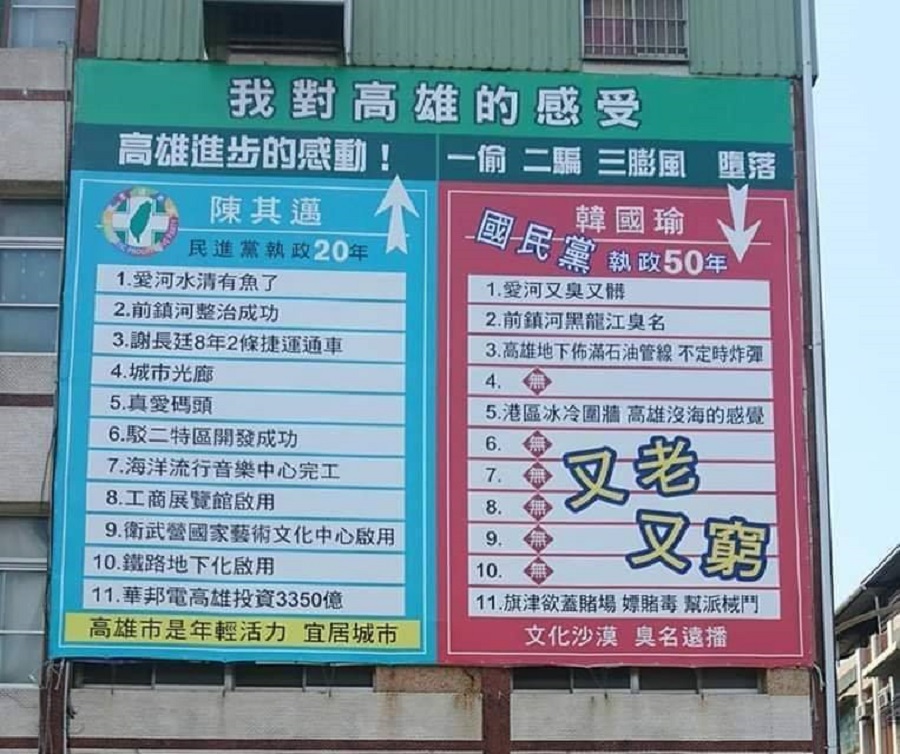 我對高雄的感受
高雄進步的感動！
陳其邁
民進黨執政20年
1.愛河水清有魚了
2.前鎮河整治成功
3.謝長廷8年2條捷運通車
4.城市光廊
5.真愛碼頭
6.駁二特區開發成功
7.海洋流行音樂中心完工
8.工商展覽館啟用
9.衛武營國家藝術文化中心啟用
10.鐵路地下化啟用
11.華邦電高雄投資3350億
高雄市是年輕活力 宜居城市
一偷 二騙 三膨風 墮落
韓國瑜
國民黨 執政50年
1.愛河又臭又髒
2.前鎮河黑龍江臭名
3.高雄地下佈滿石油管線 不定時炸彈
4. 無
5.港區冰冷圍牆 高雄沒海的感覺
6. 無
7. 無
8. 無
9. 無
10. 無
又老
又窮
11.旗津欲蓋賭場 嫖賭毒 幫派械鬥
文化沙漠 臭名遠播